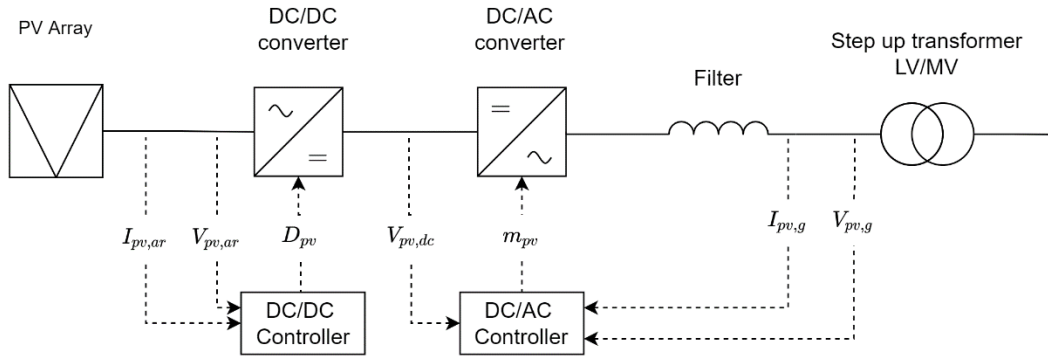 PV Array
DC/DC
converter
DC/AC
converter
Step up transformer
LV/MV
Filter
~
=
=
~
I_{pv,ar}
V_{pv,ar}
D_{pv}
V_{pv,dc}
m_{pv}
I_{pv,g}
V_{pv,g}
DC/DC
Controller
DC/AC
Controller